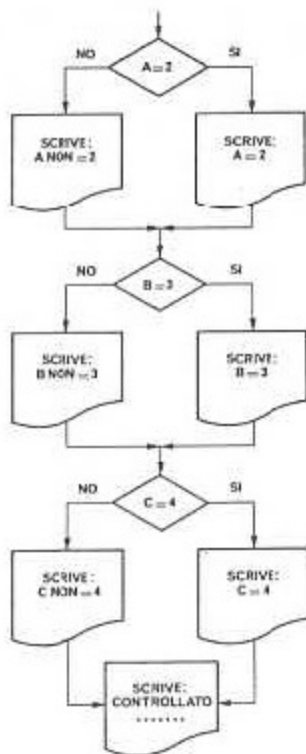 A=2
NO
SI
SCRIVE:
A NON=2
SCRIVE:
A=2
B=3
NO
SI
SCRIVE:
B NON=3
SCRIVE:
B=3
C=4
NO
SI
SCRIVE:
C NON=4
SCRIVE:
C=4
SCRIVE:
CONTROLLATO
.......